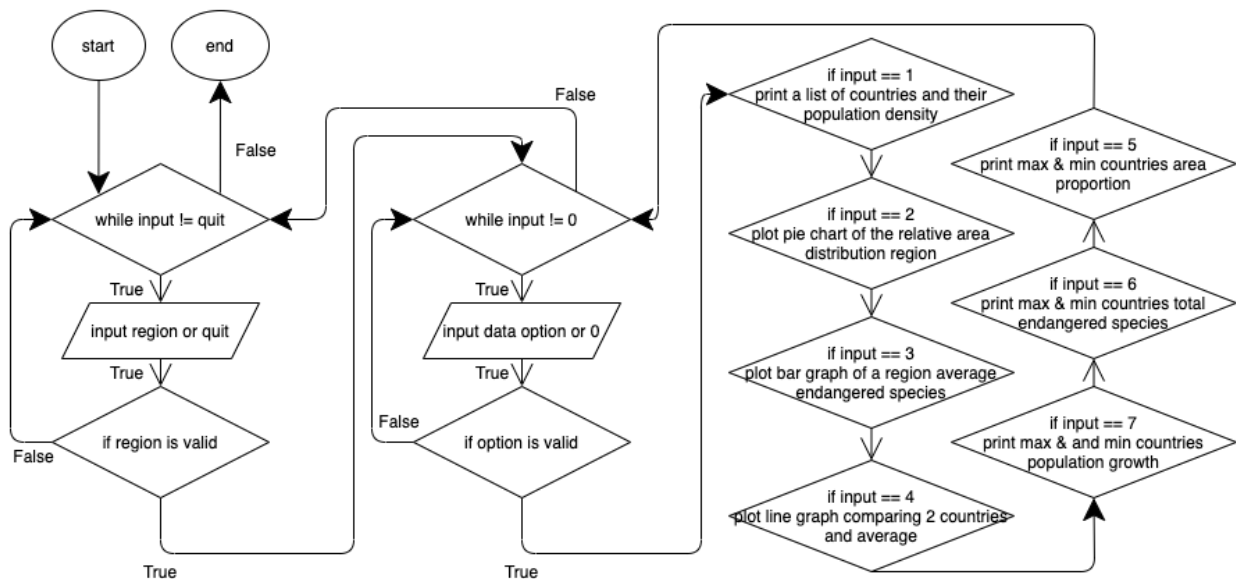 start
end
False
while input != quit
True
input region or quit
True
if region is valid
False
True
False
while input != 0
True
input data option or 0
True
if option is valid
False
True
if input == 1
print a list of countries and their
population density
if input == 2
plot pie chart of the relative area
distribution region
if input == 3
plot bar graph of a region average
endangered species
if input == 4
plot line graph comparing 2 countries
and average
if input == 5
print max & min countries area
proportion
if input == 6
print max & min countries total
endangered species
if input == 7
print max & and min countries
population growth